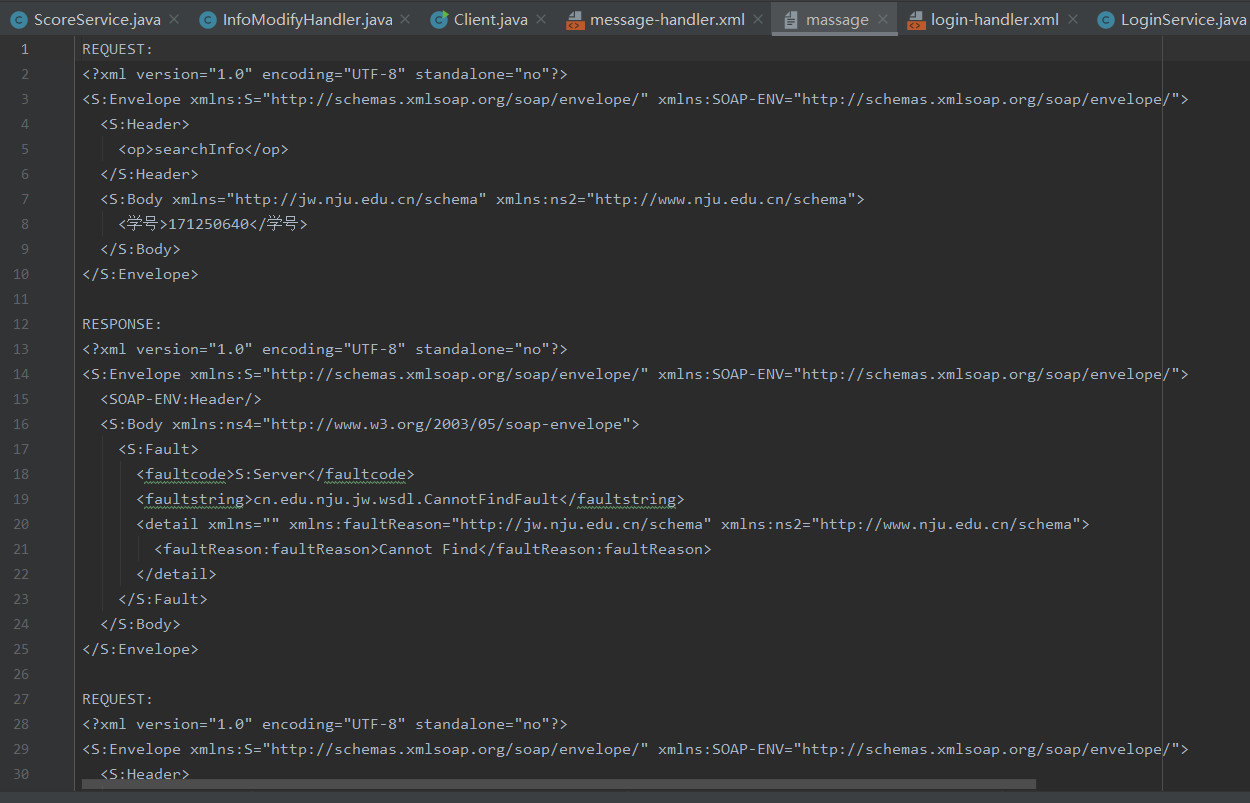 ScoreService.java InfoModifyHandler.java Client.java message-handler.xml massage login-handler.xml LoginService.java
1 REQUEST:
2 <?xml version="1.0" encoding="UTF-8" standalone="no"?>
3 <S:Envelope xmlns:S="http://schemas.xmlsoap.org/soap/envelope/" xmlns:SOAP-ENV="http://schemas.xmlsoap.org/soap/envelope/">
4 <S:Header>
5 <op>searchInfo</op>
6 </S:Header>
7 <S:Body xmlns="http://jw.nju.edu.cn/schema" xmlns:ns2="http://www.nju.edu.cn/schema">
8 <学号>171250640</学号>
9 </S:Body>
10 </S:Envelope>
11
12 RESPONSE:
13 <?xml version="1.0" encoding="UTF-8" standalone="no"?>
14 <S:Envelope xmlns:S="http://schemas.xmlsoap.org/soap/envelope/" xmlns:SOAP-ENV="http://schemas.xmlsoap.org/soap/envelope/">
15 <SOAP-ENV:Header/>
16 <S:Body xmlns:ns4="http://www.w3.org/2003/05/soap-envelope">
17 <S:Fault>
18 <faultcode>S:Server</faultcode>
19 <faultstring>cn.edu.nju.jw.wsdl.CannotFindFault</faultstring>
20 <detail xmlns="" xmlns:faultReason="http://jw.nju.edu.cn/schema" xmlns:ns2="http://www.nju.edu.cn/schema">
21 <faultReason:faultReason>Cannot Find</faultReason:faultReason>
22 </detail>
23 </S:Fault>
24 </S:Body>
25 </S:Envelope>
26
27 REQUEST:
28 <?xml version="1.0" encoding="UTF-8" standalone="no"?>
29 <S:Envelope xmlns:S="http://schemas.xmlsoap.org/soap/envelope/" xmlns:SOAP-ENV="http://schemas.xmlsoap.org/soap/envelope/">
30 <S:Header>